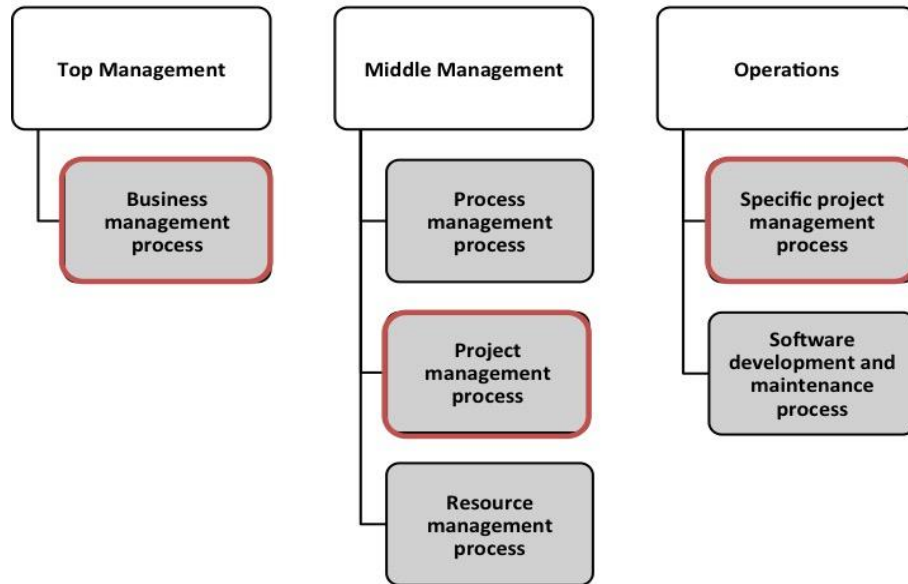 Top Management
Business
management
process
Middle Management
Process
management
process
Project
management
process
Resource
management
process
Operations
Specific project
management
process
Software
development and
maintenance
process